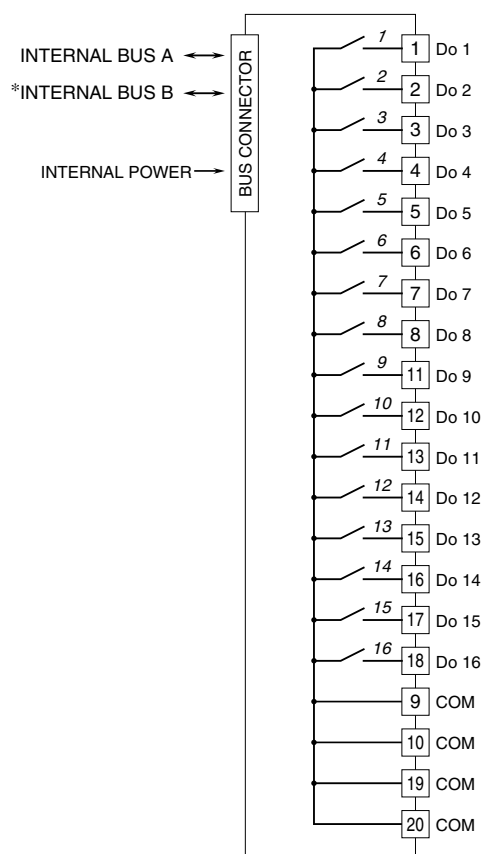 INTERNAL BUS A
*INTERNAL BUS B
INTERNAL POWER
BUS CONNECTOR
1 1 Do 1
2 2 Do 2
3 3 Do 3
4 4 Do 4
5 5 Do 5
6 6 Do 6
7 7 Do 7
8 8 Do 8
9 11 Do 9
10 12 Do 10
11 13 Do 11
12 14 Do 12
13 15 Do 13
14 16 Do 14
15 17 Do 15
16 18 Do 16
9 COM
10 COM
19 COM
20 COM